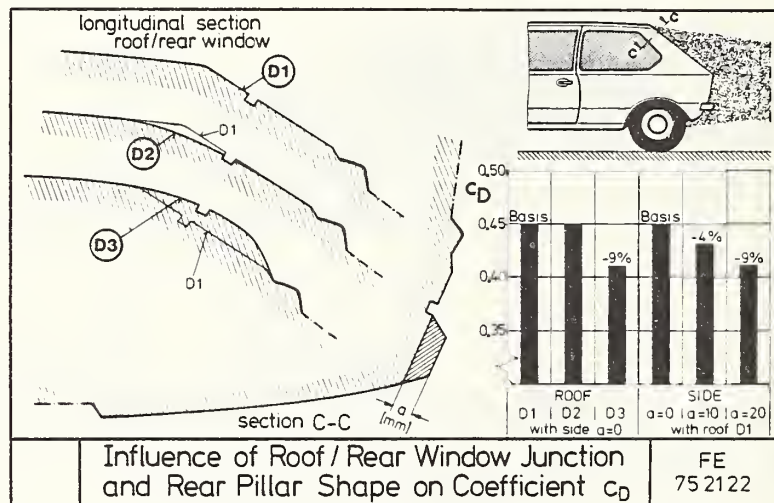 longitudinal section
roof/rear window
D1
D1
D2
D3
D1
c c
section C-C
a
[mm]
cD
0,50
0,45
0,40
0,35
Basis
-9%
Basis
-4%
-9%
ROOF
D1 | D2 | D3
with side a=0
SIDE
a=0 | a=10 | a=20
with roof D1
Influence of Roof / Rear Window Junction
and Rear Pillar Shape on Coefficient cD
FE
75 2122